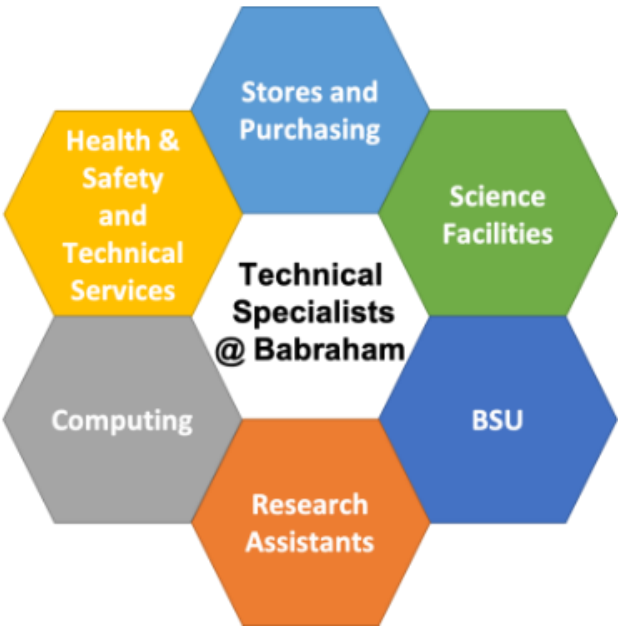 Stores and
Purchasing
Health &
Safety
and
Technical
Services
Science
Facilities
Technical
Specialists
@ Babraham
Computing
BSU
Research
Assistants